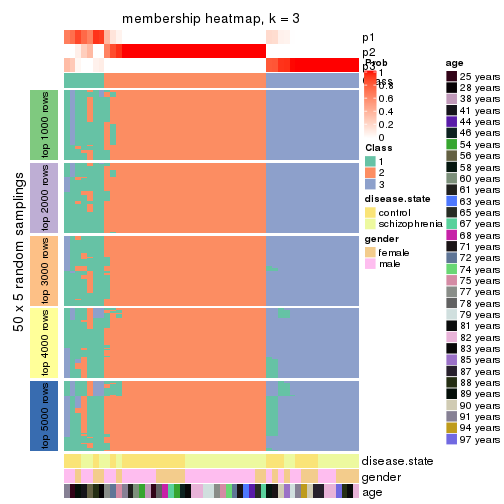 membership heatmap, k = 3
p1
p2
p3
Class
50 x 5 random samplings
top 1000 rows
top 2000 rows
top 3000 rows
top 4000 rows
top 5000 rows
disease.state
gender
age
Prob
1
0.8
0.6
0.4
0.2
0
Class
1
2
3
disease.state
control
schizophrenia
gender
female
male
age
25 years
28 years
38 years
41 years
44 years
46 years
54 years
56 years
58 years
60 years
61 years
63 years
65 years
67 years
68 years
71 years
72 years
74 years
75 years
77 years
78 years
79 years
81 years
82 years
83 years
85 years
87 years
88 years
89 years
90 years
91 years
94 years
97 years